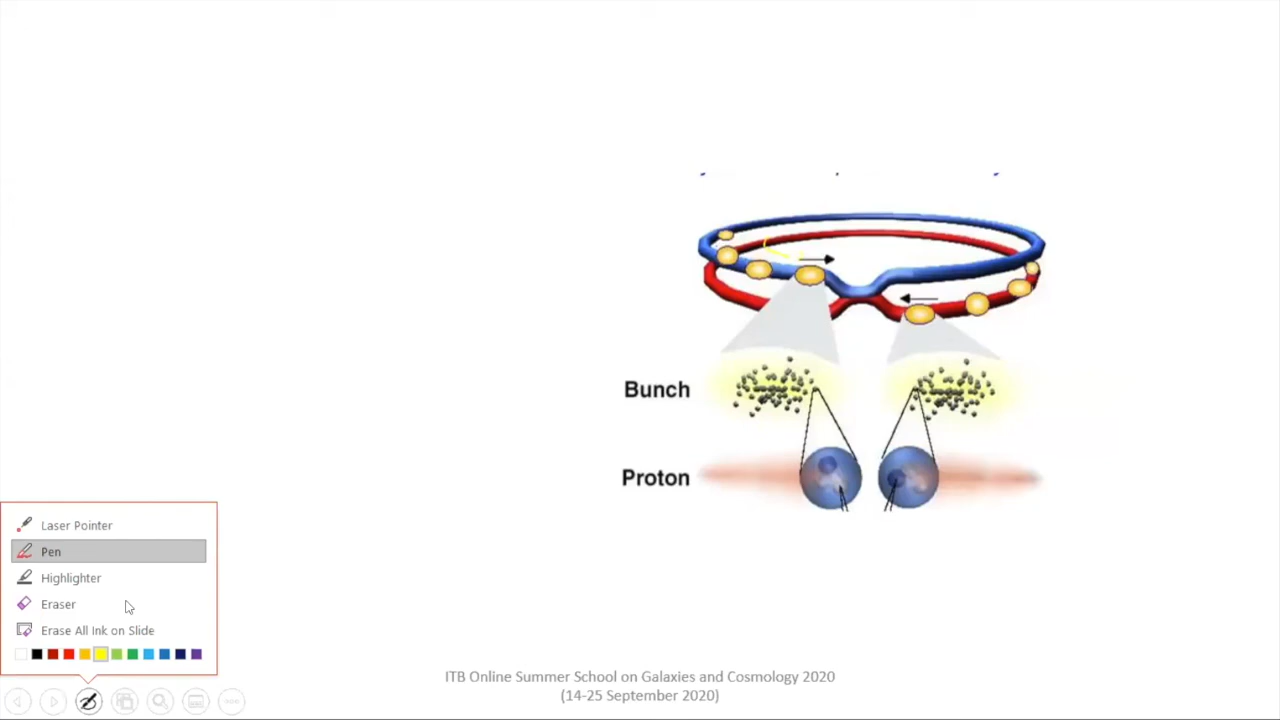 Bunch
Proton
Laser Pointer
Pen
Highlighter
Eraser
Erase All Ink on Slide
ITB Online Summer School on Galaxies and Cosmology 2020
(14-25 September 2020)